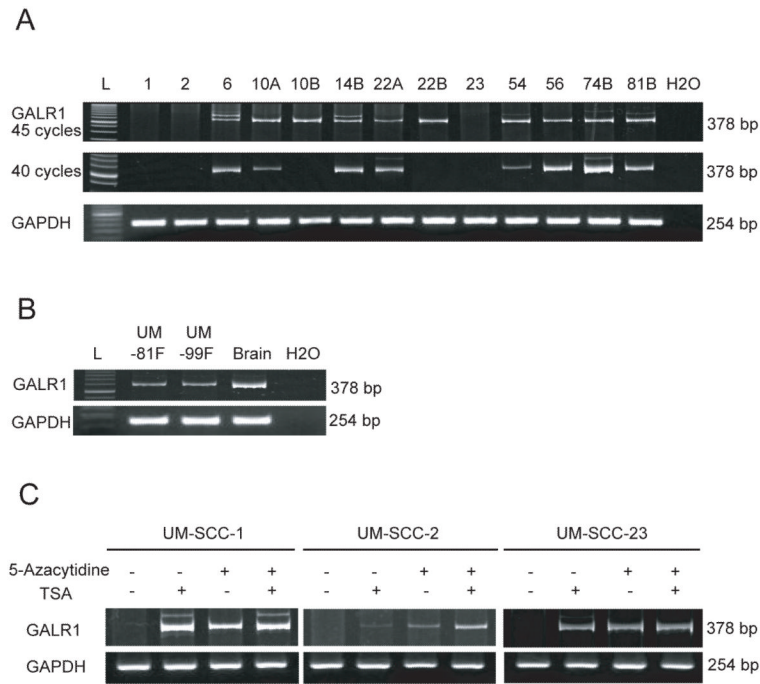 A
L 1 2 6 10A 10B 14B 22A 22B 23 54 56 74B 81B H2O
GALR1
45 cycles 378 bp
40 cycles 378 bp
GAPDH 254 bp
B
UM UM
L -81F -99F Brain H2O
GALR1 378 bp
GAPDH 254 bp
C
UM-SCC-1 UM-SCC-2 UM-SCC-23
5-Azacytidine - - + + - - + + - - + +
TSA - + - + - + - + - + - +
GALR1 378 bp
GAPDH 254 bp